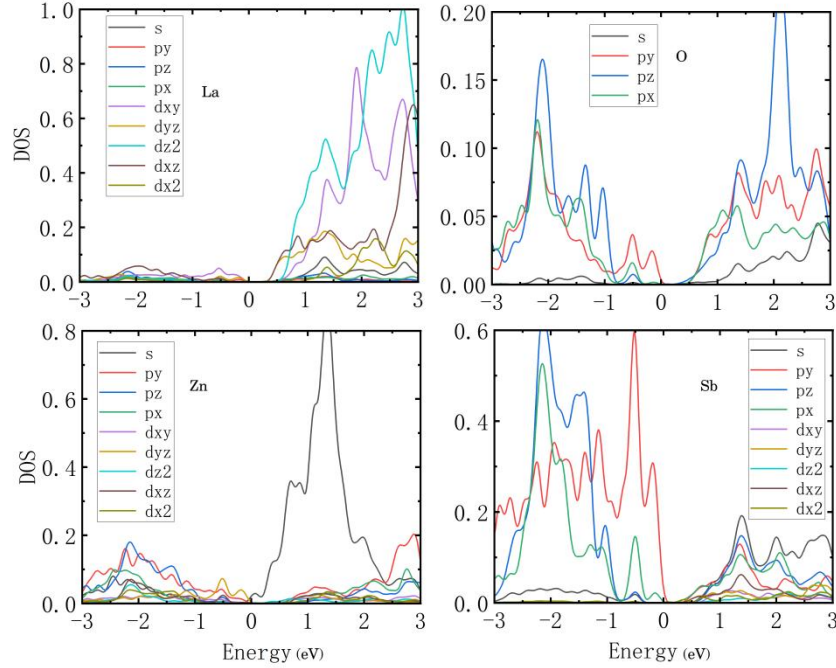 1.0
0.8
0.6
0.4
0.2
0.0
DOS
s
py
pz
px
dxy
dyz
dz2
dxz
dx2
La
-3 -2 -1 0 1 2 3
0.20
0.15
0.10
0.05
0.00
DOS
s
py
pz
px
O
-3 -2 -1 0 1 2 3
0.8
0.6
0.4
0.2
0.0
DOS
s
py
pz
px
dxy
dyz
dz2
dxz
dx2
Zn
-3 -2 -1 0 1 2 3
Energy (eV)
0.6
0.4
0.2
0.0
Sb
s
py
pz
px
dxy
dyz
dz2
dxz
dx2
-3 -2 -1 0 1 2 3
Energy (eV)